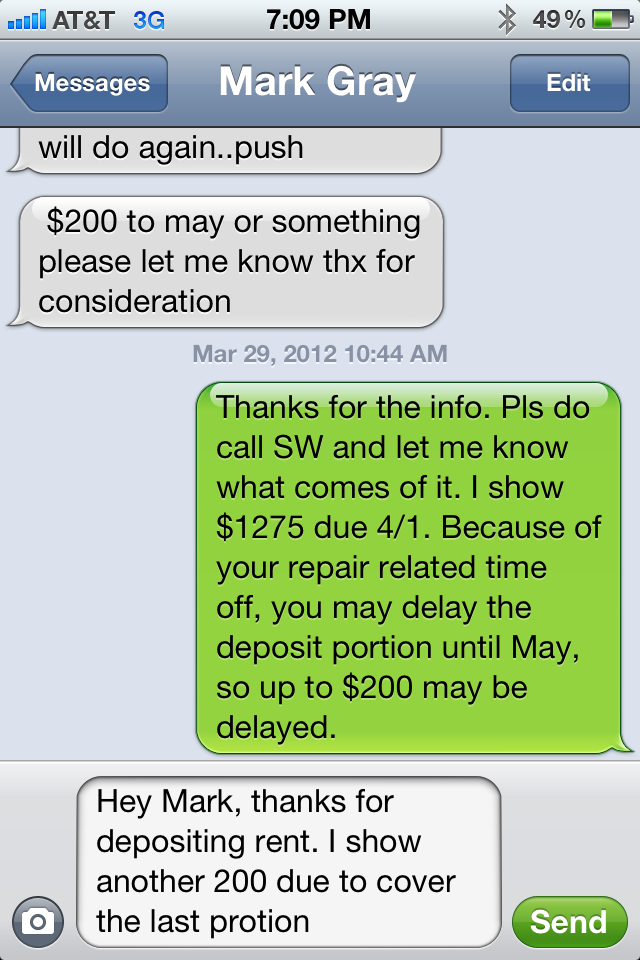 AT&T 3G 7:09 PM 49%
Messages Mark Gray Edit
will do again..push
$200 to may or something
please let me know thx for
consideration
Mar 29, 2012 10:44 AM
Thanks for the info. Pls do
call SW and let me know
what comes of it. I show
$1275 due 4/1. Because of
your repair related time
off, you may delay the
deposit portion until May,
so up to $200 may be
delayed.
Hey Mark, thanks for
depositing rent. I show
another 200 due to cover
the last protion
Send